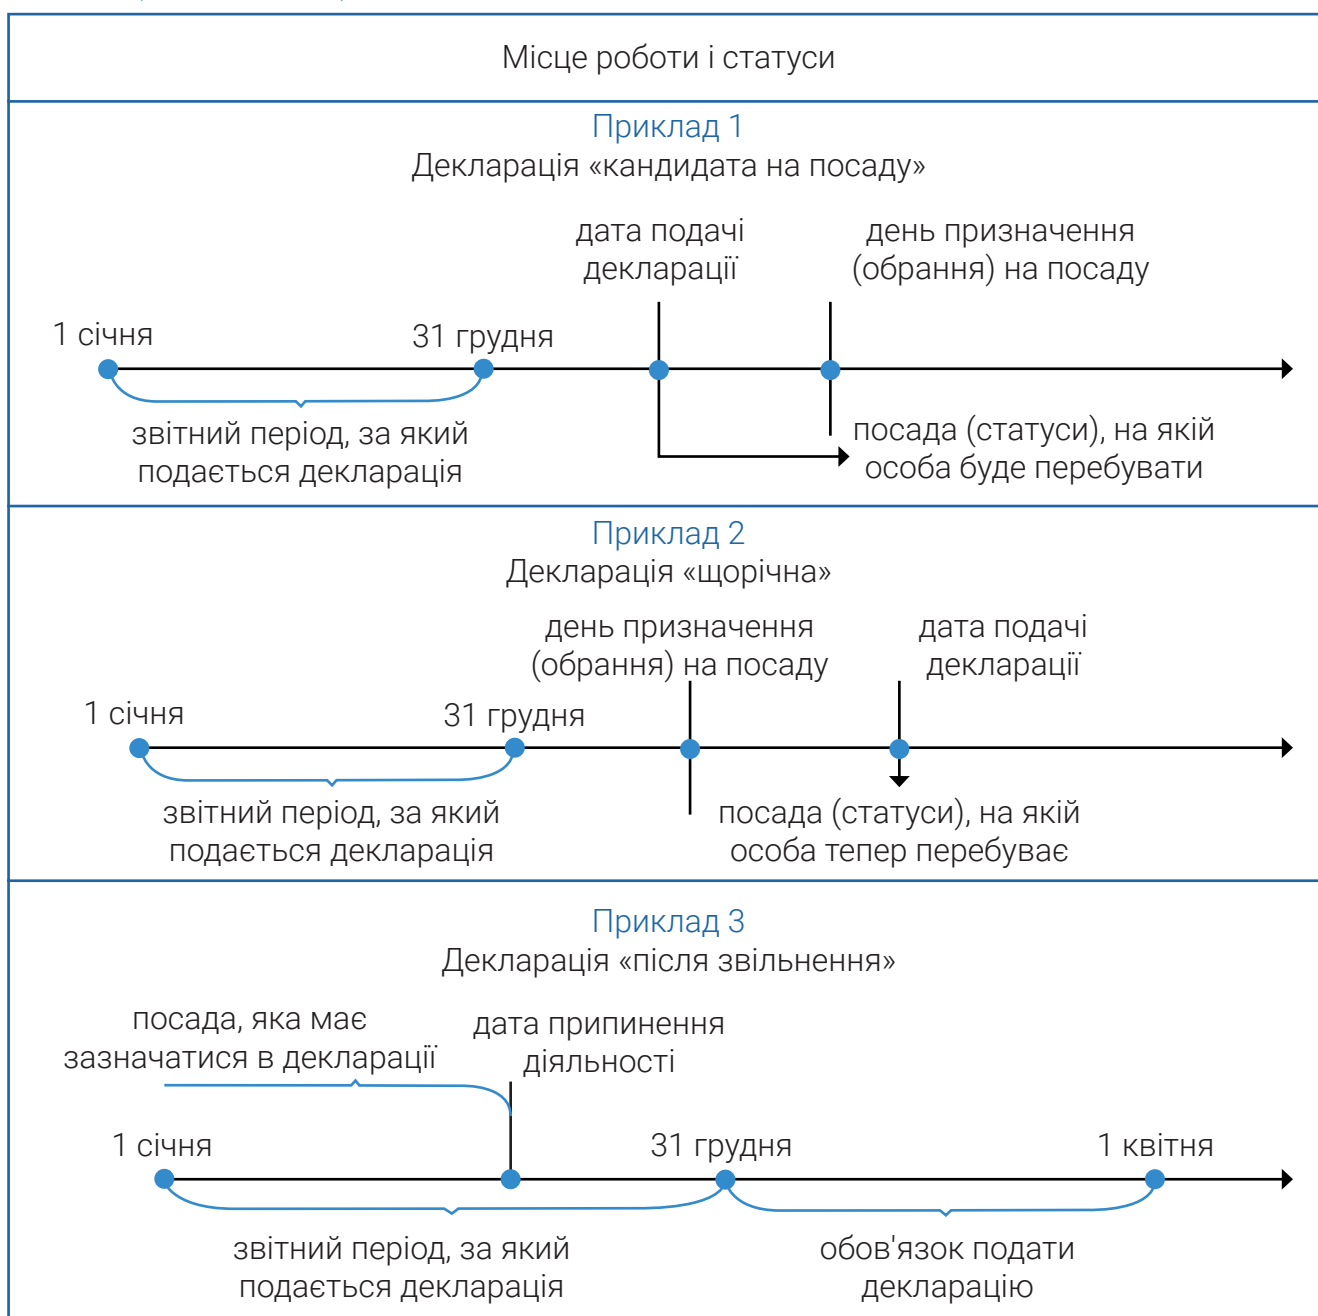 Місце роботи і статуси
Приклад 1
Декларація «кандидата на посаду»
дата подачі
декларації
день призначення
(обрання) на посаду
1 січня
31 грудня
звітний період, за який
подається декларація
посада (статуси), на якій
особа буде перебувати
Приклад 2
Декларація «щорічна»
день призначення
(обрання) на посаду
дата подачі
декларації
1 січня
31 грудня
звітний період, за який
подається декларація
посада (статуси), на якій
особа тепер перебуває
Приклад 3
Декларація «після звільнення»
посада, яка має
зазначатися в декларації
дата припинення
діяльності
1 січня
31 грудня
1 квітня
звітний період, за який
подається декларація
обов'язок подати
декларацію